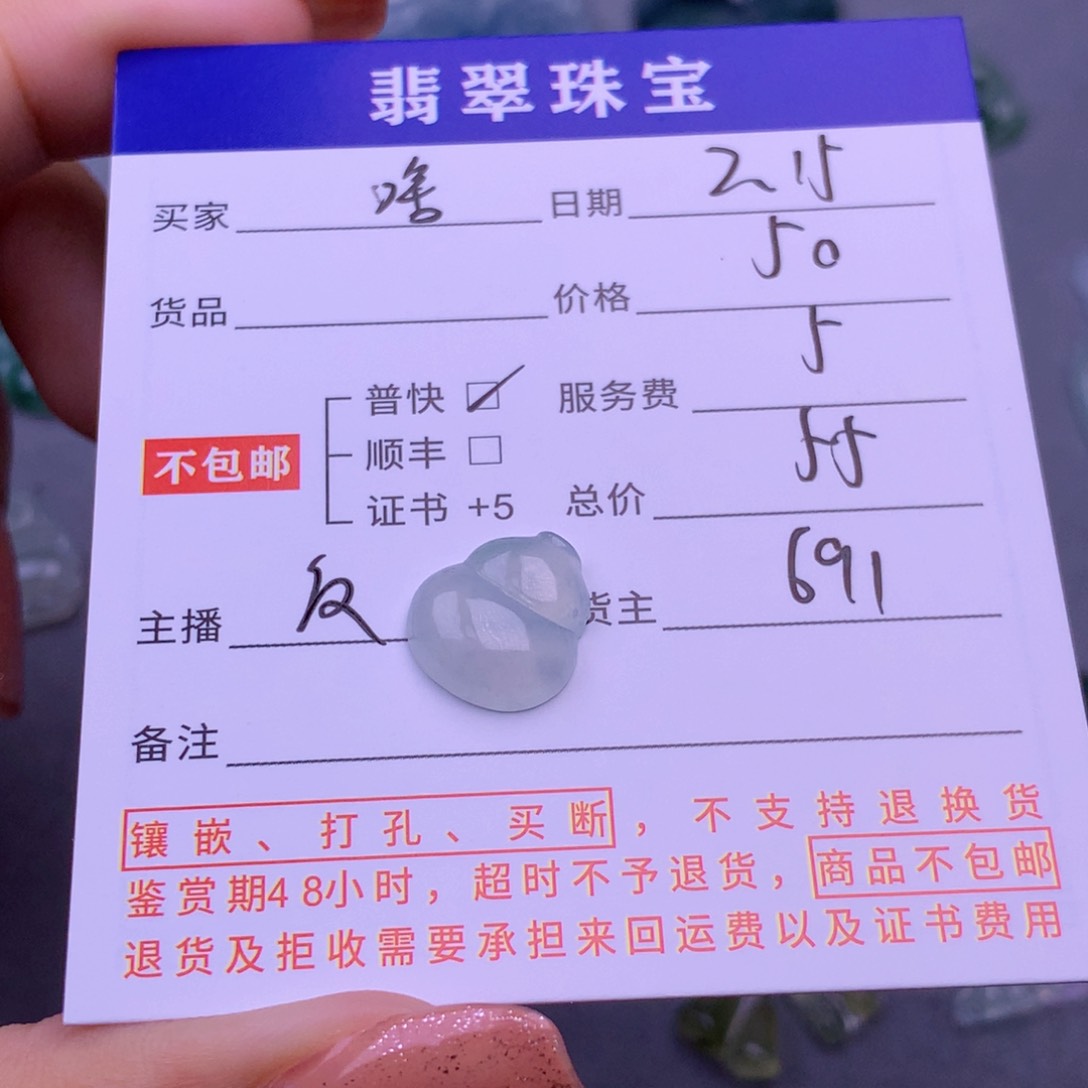 翡翠珠宝
买家 啥 日期 2 15
货品 价格 50
普快 服务费 5
不包邮 顺丰
证书 +5 总价 55
主播 反 货主 691
备注
镶嵌、打孔、买断，不支持退换货
鉴赏期48小时，超时不予退货，商品不包邮
退货及拒收需要承担来回运费以及证书费用